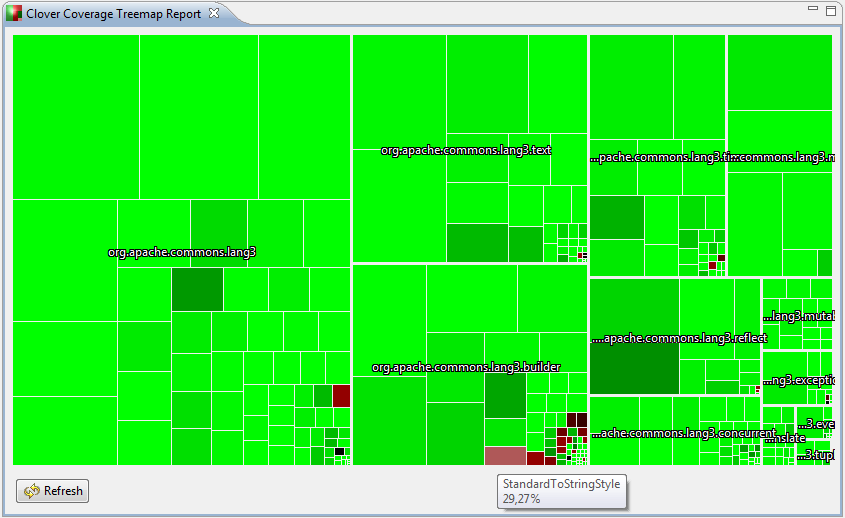 Clover Coverage Treemap Report
org.apache.commons.lang3.text
...pache.commons.lang3.ti
...commons.lang3.m
org.apache.commons.lang3
...lang3.mutab
....apache.commons.lang3.reflect
org.apache.commons.lang3.builder
...ng3.exceptio
...3.eve
...ache.commons.lang3.concurrent
...nslate
...3.tupl
StandardToStringStyle
29,27%
Refresh